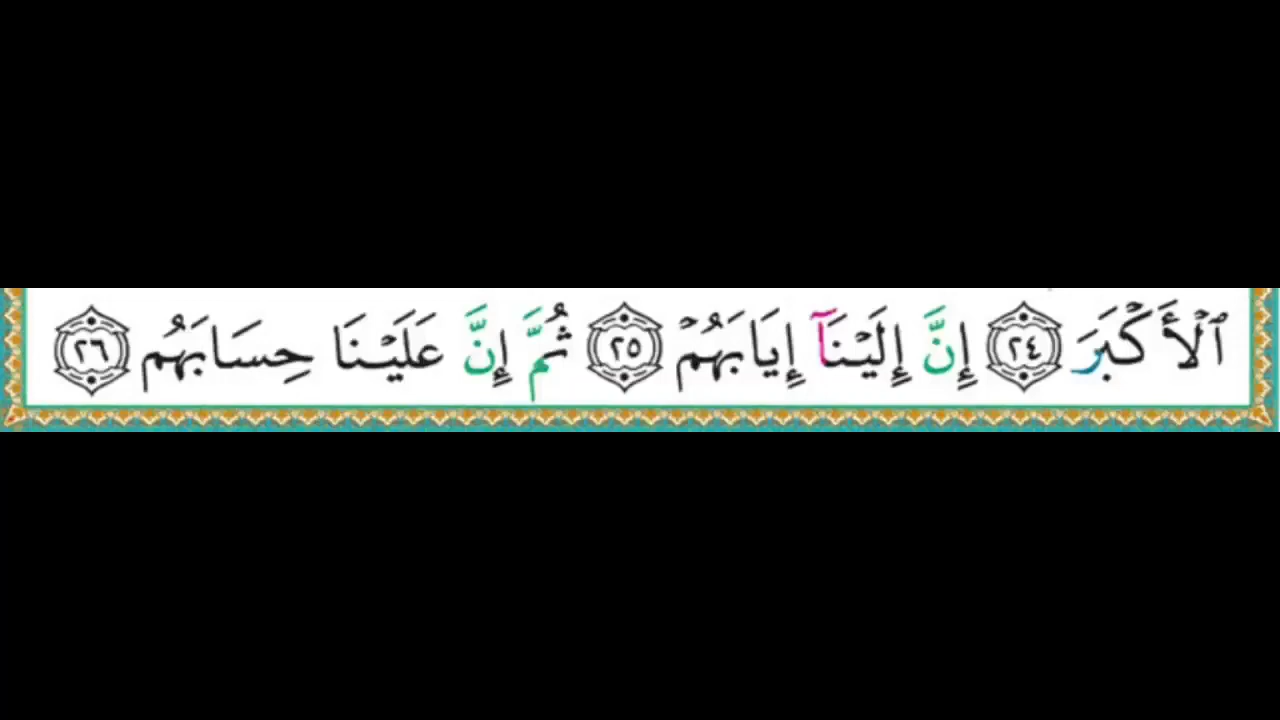 ٱلْأَكْبَرَ ٢٤ إِنَّ إِلَيْنَآ إِيَابَهُمْ ٢٥ ثُمَّ إِنَّ عَلَيْنَا حِسَابَهُم ٢٦